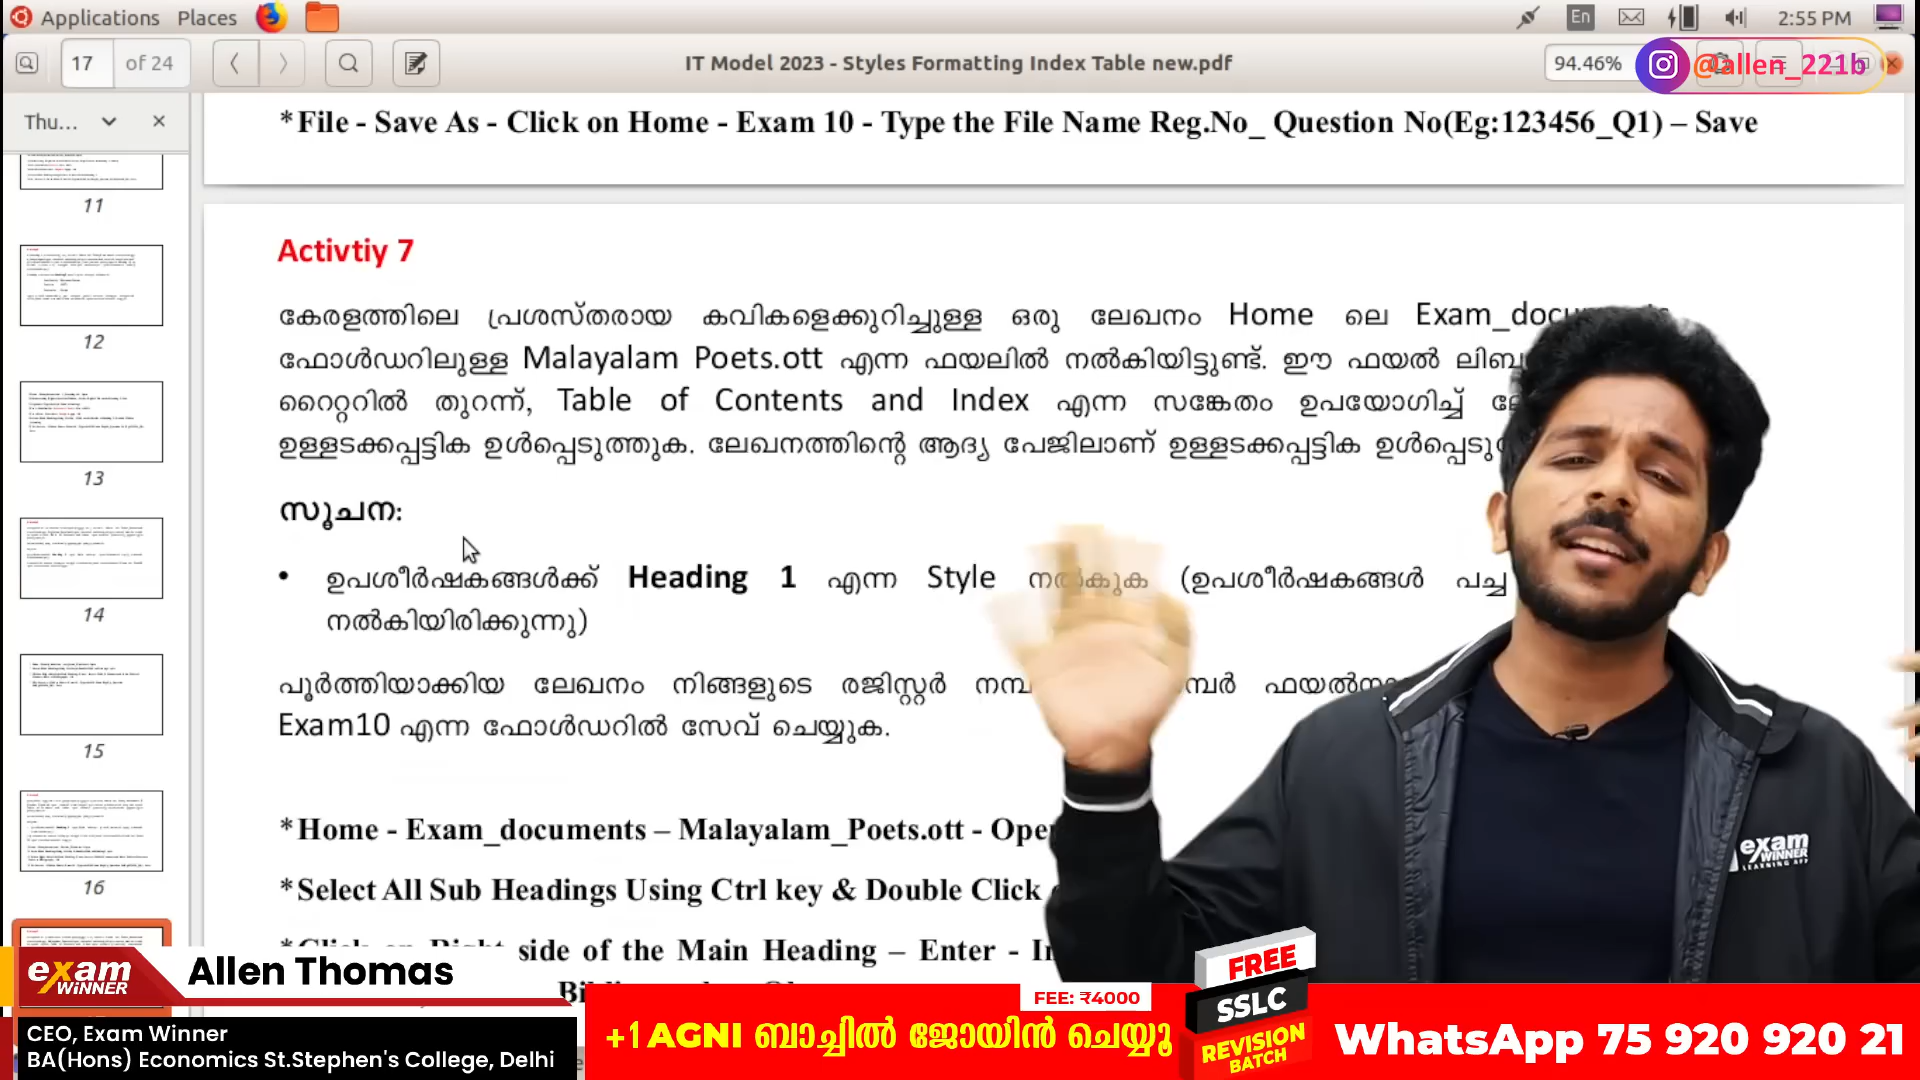 Applications Places
En 2:55 PM
17 of 24
IT Model 2023 - Styles Formatting Index Table new.pdf
94.46%
@allen_221b
Thu...
*File - Save As - Click on Home - Exam 10 - Type the File Name Reg.No_ Question No(Eg:123456_Q1) – Save
11
12
13
14
15
16
Activtiy 7
കേരളത്തിലെ പ്രശസ്തരായ കവികളെക്കുറിച്ചുള്ള ഒരു ലേഖനം Home ലെ
ഫോൾഡറിലുള്ള Malayalam Poets.ott എന്ന ഫയലിൽ നൽകിയിട്ടുണ്ട്. ഈ ഫയൽ
റൈറ്ററിൽ തുറന്ന്, Table of Contents and Index എന്ന സങ്കേതം ഉപയോഗിച്ച്
ഉള്ളടക്കപ്പട്ടിക ഉൾപ്പെടുത്തുക. ലേഖനത്തിന്റെ ആദ്യ പേജിലാണ് ഉള്ളടക്കപ്പട്ടിക
സൂചന:
• ഉപശീർഷകങ്ങൾക്ക് Heading 1 എന്ന Style നൽകുക (ഉപശീർഷകങ്ങൾ പച്ച
നൽകിയിരിക്കുന്നു)
പൂർത്തിയാക്കിയ ലേഖനം നിങ്ങളുടെ രജിസ്റ്റർ
Exam10 എന്ന ഫോൾഡറിൽ സേവ് ചെയ്യുക.
*Home - Exam_documents – Malayalam_Poets.ott -
*Select All Sub Headings Using Ctrl key & Double Click
side of the Main Heading – Enter -
exam WiNNER
Allen Thomas
CEO, Exam Winner
BA(Hons) Economics St.Stephen's College, Delhi
exam WiNNER LEARNING APP
FEE: ₹4000
+1 AGNI ബാച്ചിൽ ജോയിൻ ചെയ്യൂ
FREE
SSLC
REVISION
BATCH
WhatsApp 75 920 920 21